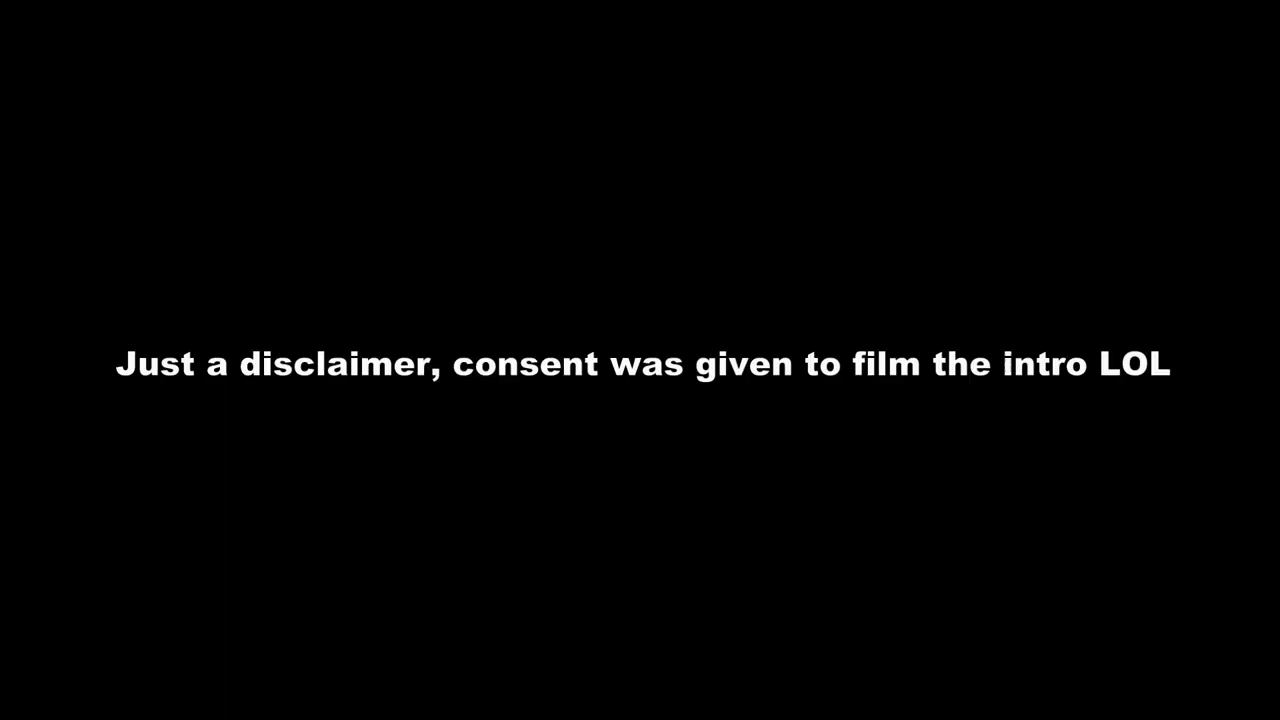 Just a disclaimer, consent was given to film the intro LOL